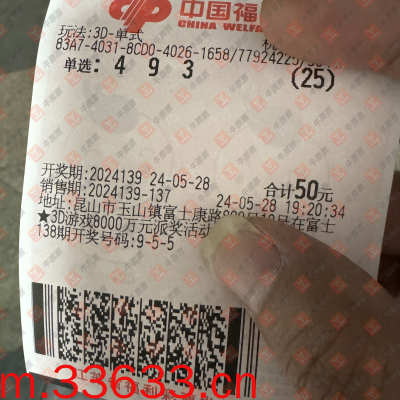 中国福
CHINA WELFA
玩法:3D-单式
83A7-4031-8CD0-4026-1658/77924225/
单选: 4 9 3 (25)
开奖期:2024139 24-05-28 合计50元
销售期:2024139-137 24-05-28 19:20:34
地址:昆山市玉山镇富士康路 在富士
★3D游戏8000万元派奖活动
138期开奖号码:9-5-5
m.33633.cn